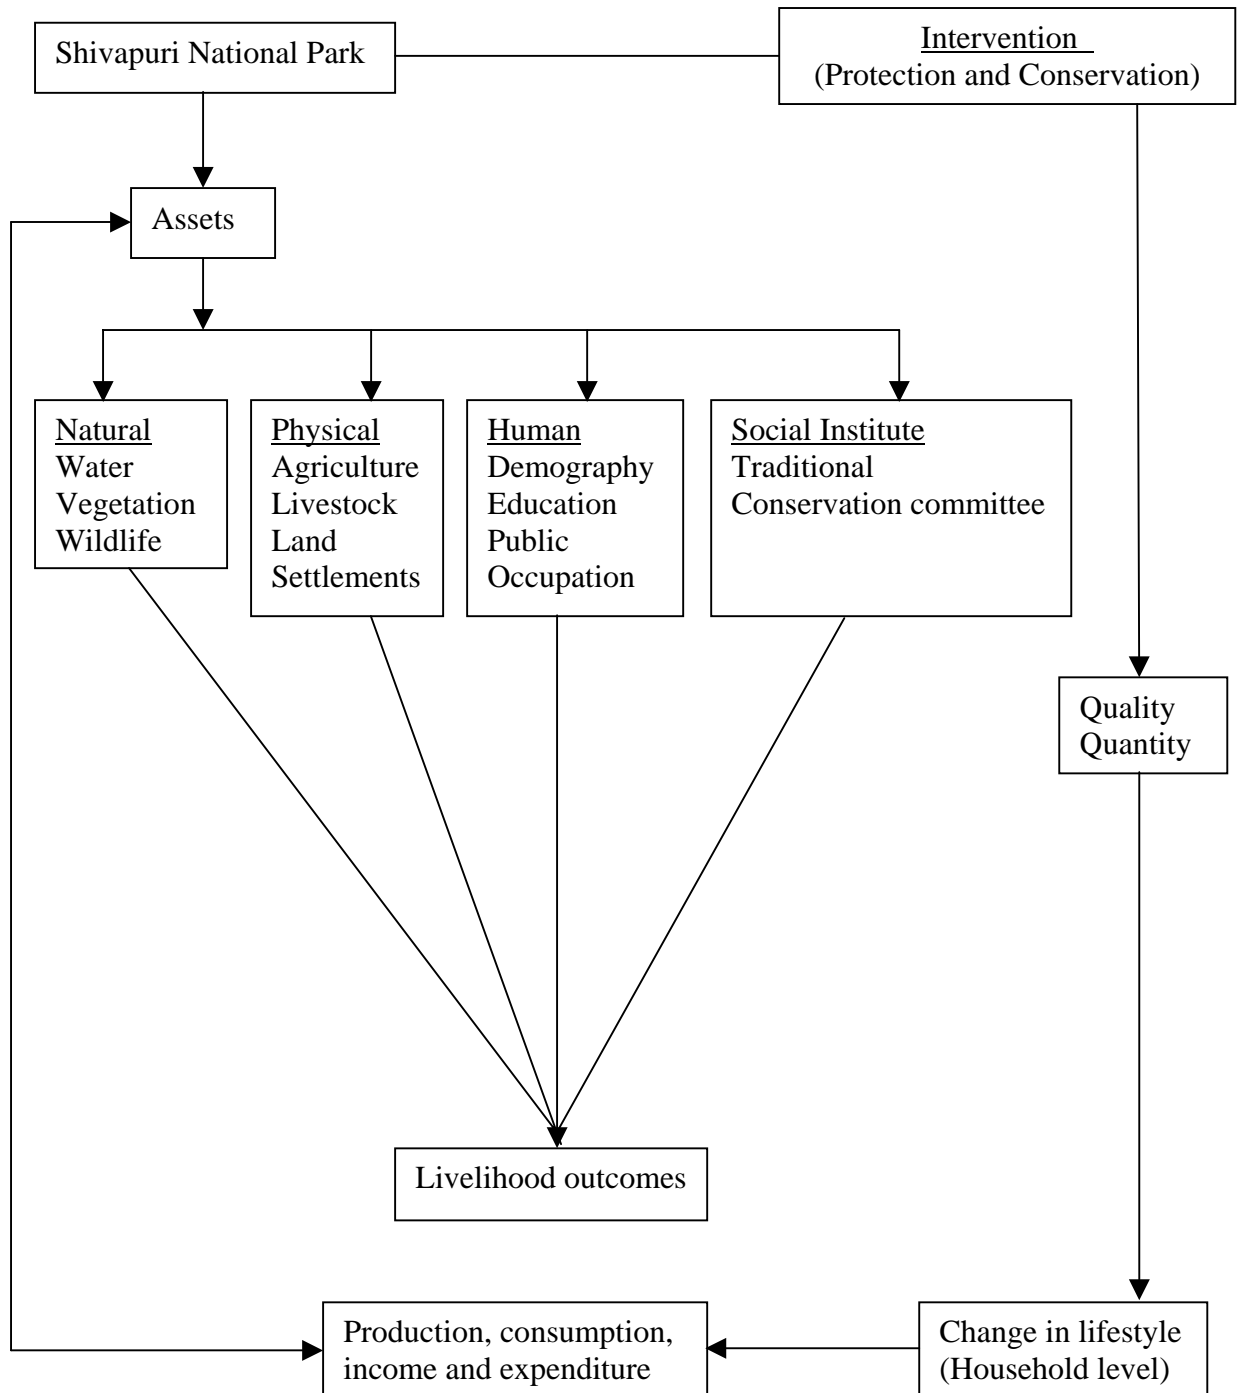 Shivapuri National Park
Intervention
(Protection and Conservation)
Assets
Natural
Water
Vegetation
Wildlife
Physical
Agriculture
Livestock
Land
Settlements
Human
Demography
Education
Public
Occupation
Social Institute
Traditional
Conservation committee
Quality
Quantity
Livelihood outcomes
Production, consumption,
income and expenditure
Change in lifestyle
(Household level)